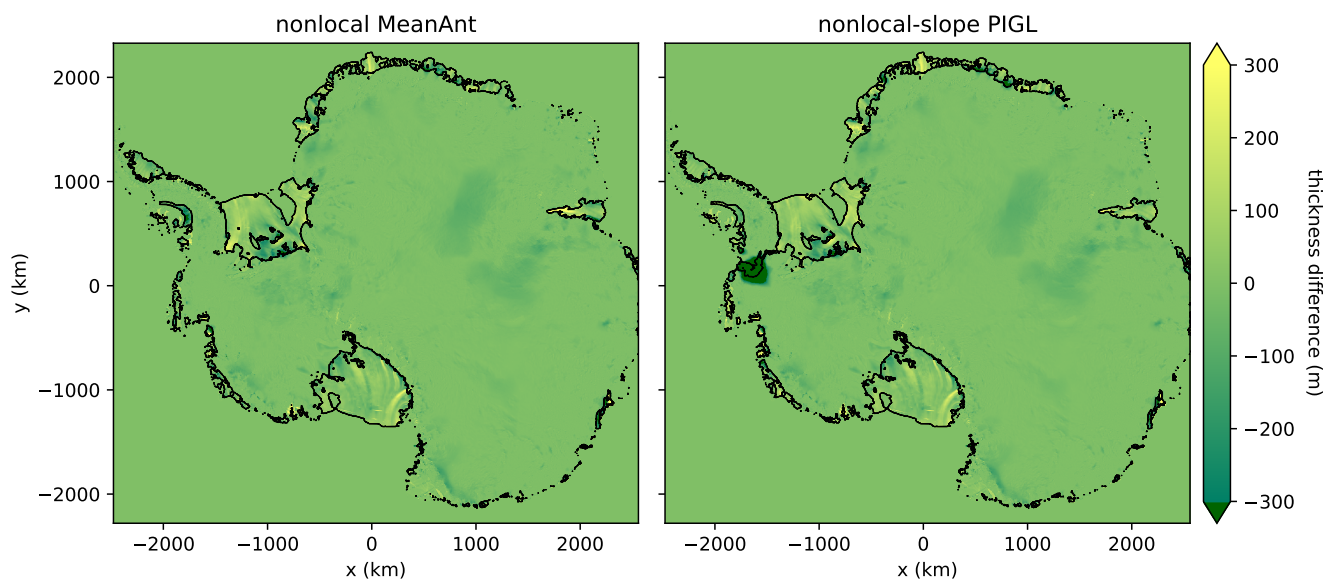 nonlocal MeanAnt
nonlocal-slope PIGL
2000
1000
0
−1000
−2000
y (km)
−2000 −1000 0 1000 2000
x (km)
−2000 −1000 0 1000 2000
x (km)
300
200
100
0
−100
−200
−300
thickness difference (m)